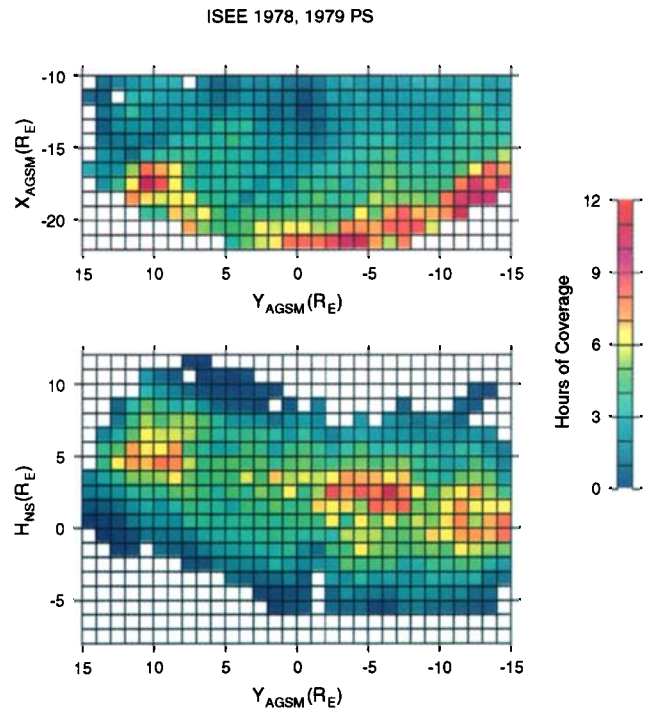 ISEE 1978, 1979 PS
-10
-15
-20
X_AGSM(R_E)
15 10 5 0 -5 -10 -15
Y_AGSM(R_E)
12
9
6
3
0
Hours of Coverage
10
5
0
-5
H_NS(R_E)
15 10 5 0 -5 -10 -15
Y_AGSM(R_E)